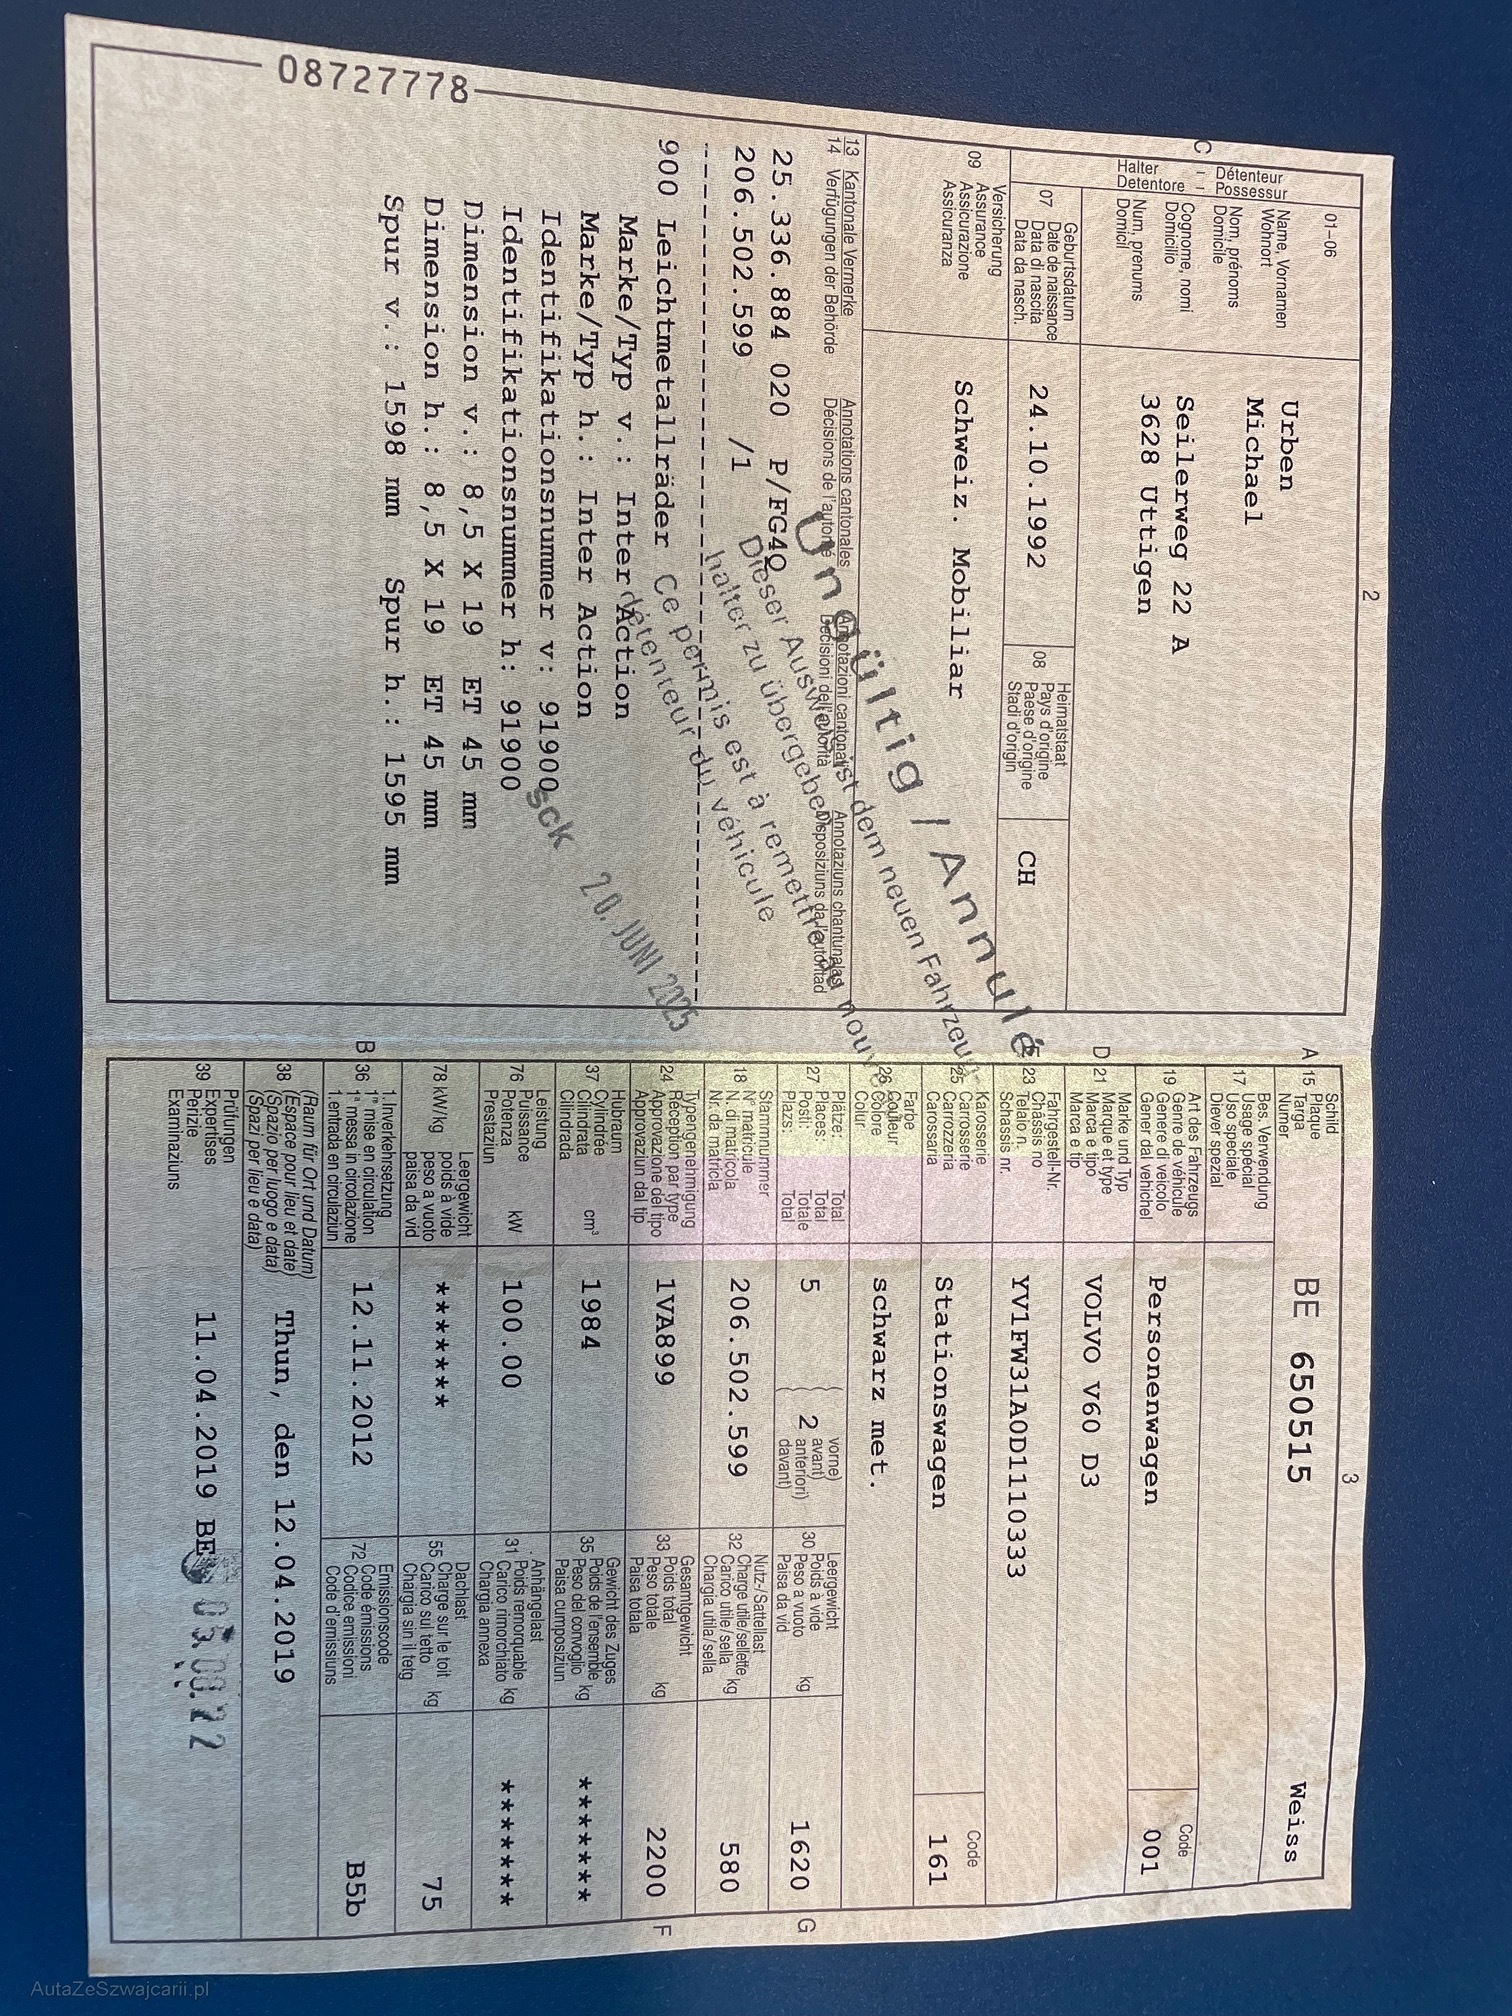 08727778
2
C
Halter - Détenteur
Detentore - Possessur
01-06
Name, Vornamen
Wohnort
Nom, prénoms
Domicile
Cognome, nomi
Domicilio
Num, prenums
Domicil
Urben
Michael
Seilerweg 22 A
3628 Uttigen
07
Geburtsdatum
Date de naissance
Data di nascita
Data da nasch.
24.10.1992
08
Heimatstaat
Pays d'origine
Paese d'origine
Stadi d'origin
CH
09
Versicherung
Assurance
Assicurazione
Assicuranza
Schweiz. Mobiliar
13 Kantonale Vermerke Annotations cantonales Annotazioni cantonali Annotaziuns chantunalas
14 Verfügungen der Behörde Décisions de l'autorité Decisioni dell'autorità Disposiziuns da l'autoritad
25.336.884 020 P/FG4Q
206.502.599 /1
900 Leichtmetallräder
Marke/Typ v.: Inter Action
Marke/Typ h.: Inter Action
Identifikationsnummer v: 91900
Identifikationsnummer h: 91900
Dimension v.: 8,5 X 19 ET 45 mm
Dimension h.: 8,5 X 19 ET 45 mm
Spur v.: 1598 mm Spur h.: 1595 mm
Ungültig / Annulé
Dieser Ausweis ist dem neuen Fahrzeug-
halter zu übergeben
Ce permis est à remettre au nouveau
détenteur du véhicule
sck 20. JUNI 2025
3
A 15
Schild
Plaque
Targa
Numer
BE 650515 Weiss
17
Bes. Verwendung
Usage spécial
Uso speciale
Diever spezial
19
Art des Fahrzeugs
Genre de véhicule
Genere di veicolo
Gener dal vehichel
Personenwagen
Code
001
D 21
Marke und Typ
Marque et type
Marca e tipo
Marca e tip
VOLVO V60 D3
E 23
Fahrgestell-Nr.
Châssis no
Telaio n.
Schassis nr.
YV1FW31A0D1110333
25
Karosserie
Carosserie
Carrozzeria
Carossaria
Stationswagen
Code
161
26
Farbe
Couleur
Colore
Colur
schwarz met.
27
Plätze: Total
Places: Total
Posti: Totale
Plazs: Total
5
2
vorne)
avant)
anteriori)
davant)
30
Leergewicht
Poids à vide
Peso a vuoto kg
Paisa da vid
1620
G
18
Stammnummer
N° matricule
N. di matricola
Nr. da matricla
206.502.599
32
Nutz-/Sattellast
Charge utile/sellette kg
Carico utile/sella
Chargia utila/sella
580
24
Typengenehmigung
Réception par type
Approvazione del tipo
Approvaziun dal tip
1VA899
33
Gesamtgewicht
Poids total
Peso totale kg
Paisa totala
2200
F
37
Hubraum
Cylindrée
Cilindrata cm³
Cilindrada
1984
35
Gewicht des Zuges
Poids de l'ensemble
Peso del convoglio kg
Paisa cumposiziun
*******
76
Leistung
Puissance
Potenza kW
Prestaziun
100.00
31
Anhängelast
Poids remorquable
Carico rimorchiato kg
Chargia annexa
********
78 kW/kg
Leergewicht
poids à vide
peso a vuoto
paisa da vid
*******
55
Dachlast
Charge sur le toit
Carico sul tetto kg
Chargia sin il tetg
75
B 36
1.Inverkehrsetzung
1re mise en circulation
1a messa in circolazione
1.entrada en circulaziun
12.11.2012
72
Emissionscode
Code émissions
Codice emissioni
Code d'emissiuns
B5b
38
(Raum für Ort und Datum)
(Espace pour lieu et date)
(Spazio per luogo e data)
(Spazi per lieu e data)
Thun, den 12.04.2019
39
Prüfungen
Expertises
Perizie
Examinaziuns
11.04.2019 BE
AutaZeSzwajcarii.pl